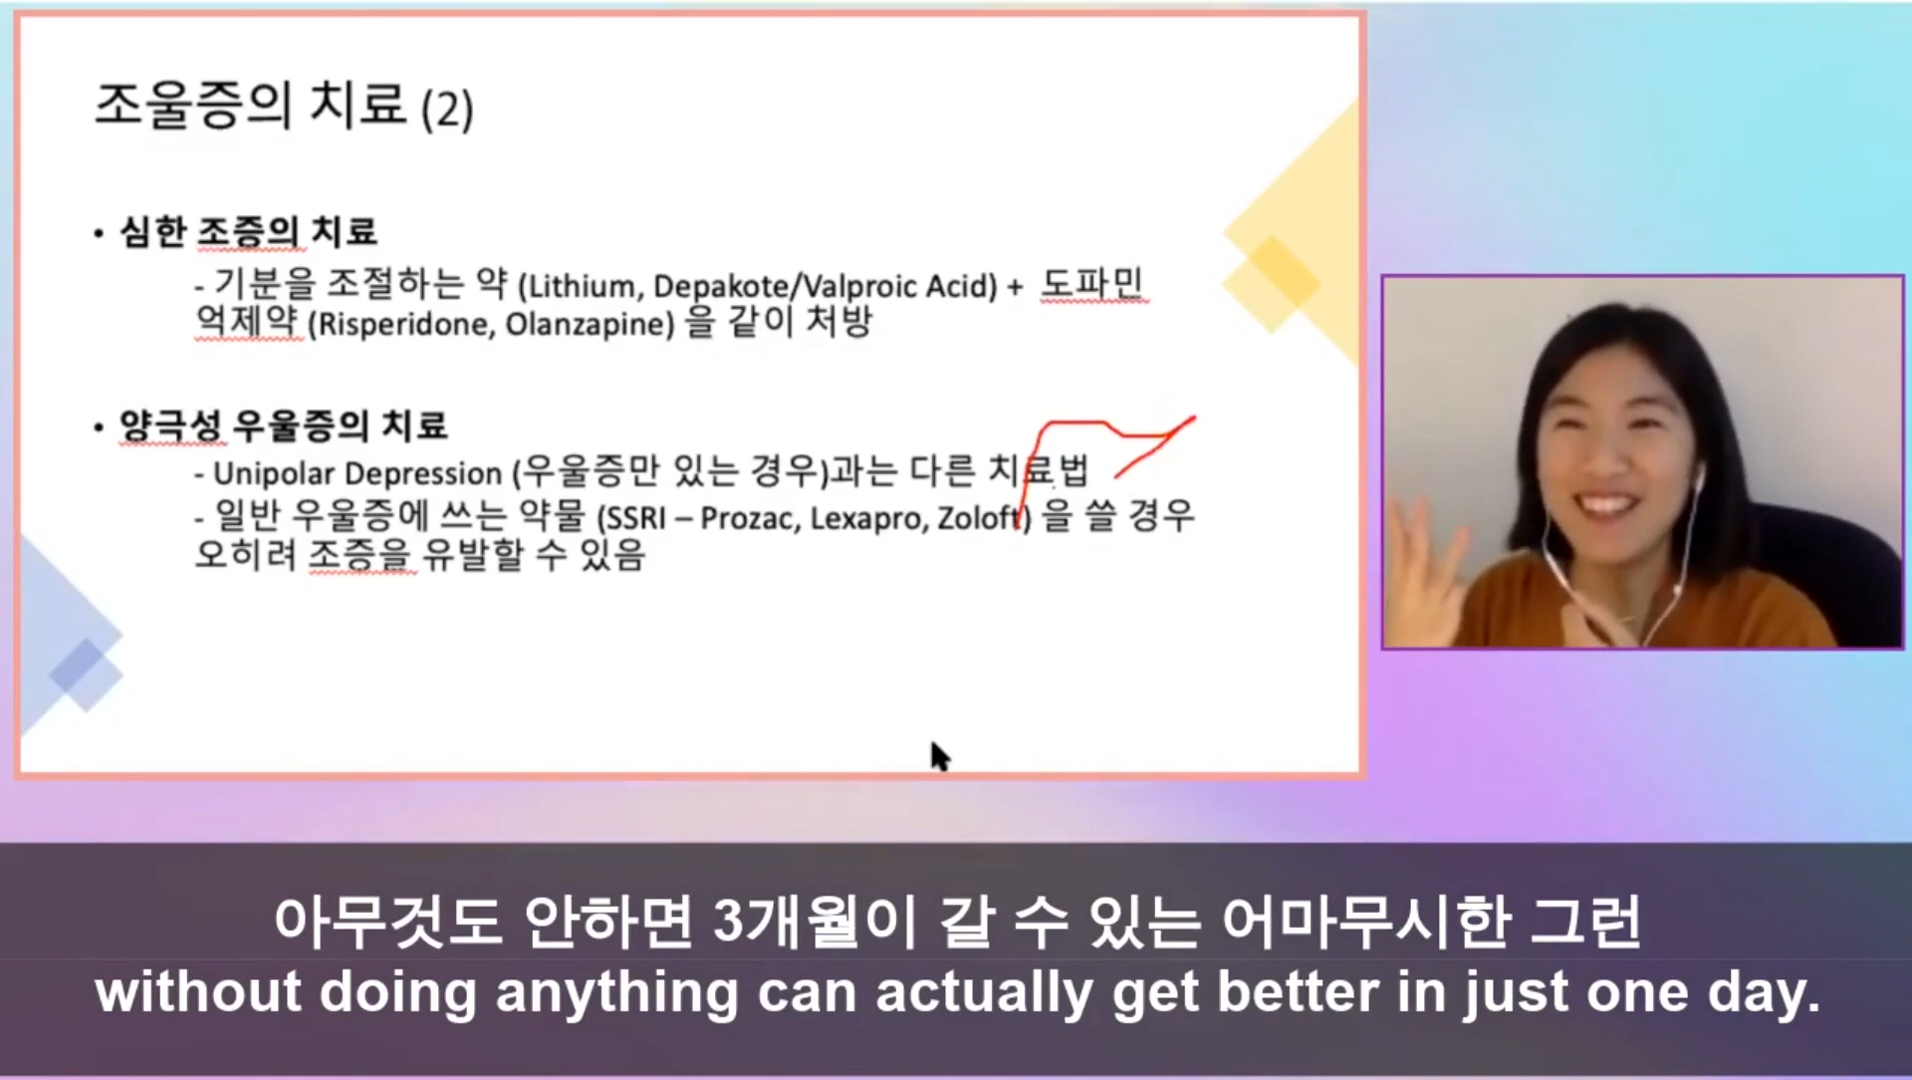 조울증의 치료 (2)
• 심한 조증의 치료
- 기분을 조절하는 약 (Lithium, Depakote/Valproic Acid) + 도파민
억제약 (Risperidone, Olanzapine) 을 같이 처방
• 양극성 우울증의 치료
- Unipolar Depression (우울증만 있는 경우)과는 다른 치료법
- 일반 우울증에 쓰는 약물 (SSRI – Prozac, Lexapro, Zoloft) 을 쓸 경우
오히려 조증을 유발할 수 있음
아무것도 안하면 3개월이 갈 수 있는 어마무시한 그런
without doing anything can actually get better in just one day.